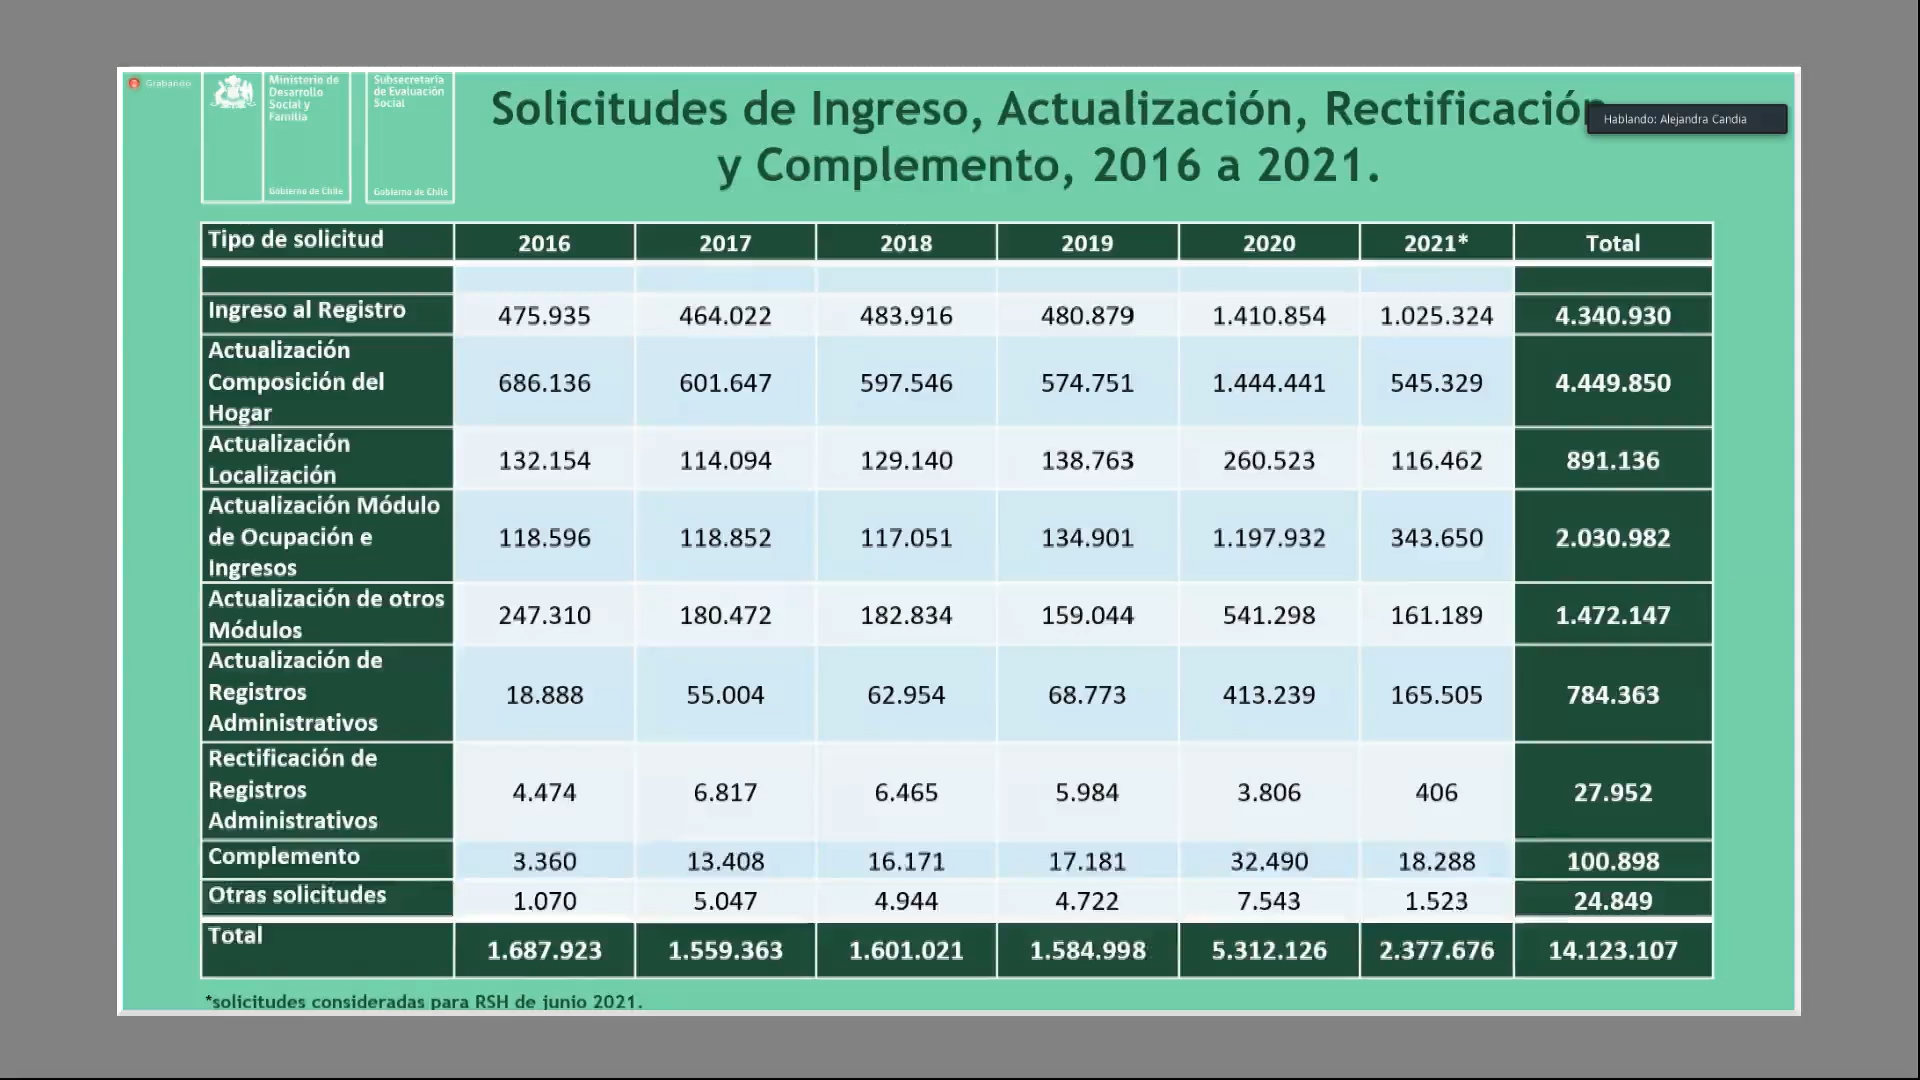 Grabando
Ministerio de
Desarrollo
Social y
Familia
Gobierno de Chile
Subsecretaría
de Evaluación
Social
Gobierno de Chile
Solicitudes de Ingreso, Actualización, Rectificación
y Complemento, 2016 a 2021.
Hablando: Alejandra Candia
Tipo de solicitud 2016 2017 2018 2019 2020 2021* Total
Ingreso al Registro 475.935 464.022 483.916 480.879 1.410.854 1.025.324 4.340.930
Actualización
Composición del
Hogar
686.136 601.647 597.546 574.751 1.444.441 545.329 4.449.850
Actualización
Localización
132.154 114.094 129.140 138.763 260.523 116.462 891.136
Actualización Módulo
de Ocupación e
Ingresos
118.596 118.852 117.051 134.901 1.197.932 343.650 2.030.982
Actualización de otros
Módulos
247.310 180.472 182.834 159.044 541.298 161.189 1.472.147
Actualización de
Registros
Administrativos
18.888 55.004 62.954 68.773 413.239 165.505 784.363
Rectificación de
Registros
Administrativos
4.474 6.817 6.465 5.984 3.806 406 27.952
Complemento 3.360 13.408 16.171 17.181 32.490 18.288 100.898
Otras solicitudes 1.070 5.047 4.944 4.722 7.543 1.523 24.849
Total 1.687.923 1.559.363 1.601.021 1.584.998 5.312.126 2.377.676 14.123.107
*solicitudes consideradas para RSH de junio 2021.